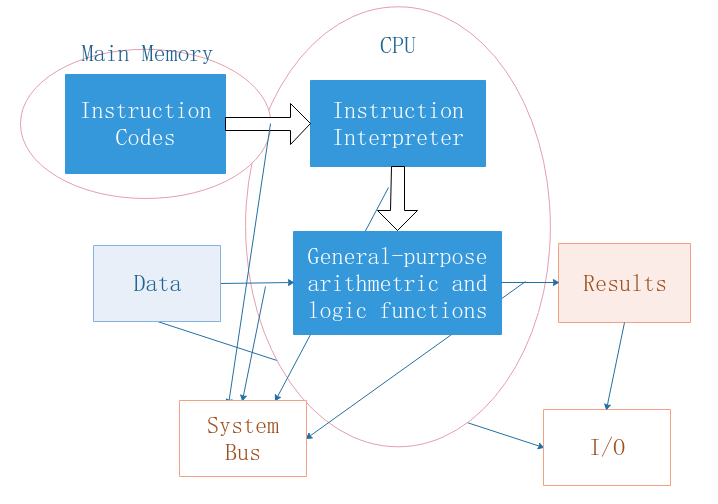 Main Memory
CPU
Instruction
Codes
Instruction
Interpreter
Data
General-purpose
arithmetric and
logic functions
Results
System
Bus
I/O